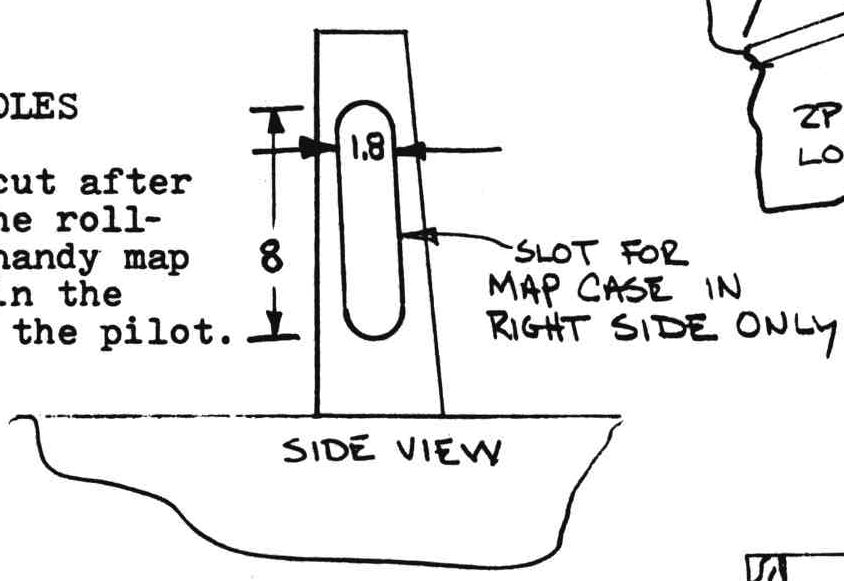 OLES
cut after
he roll-
handy map
in the
the pilot.
1.8
8
SLOT FOR
MAP CASE IN
RIGHT SIDE ONLY
SIDE VIEW
2P
LO